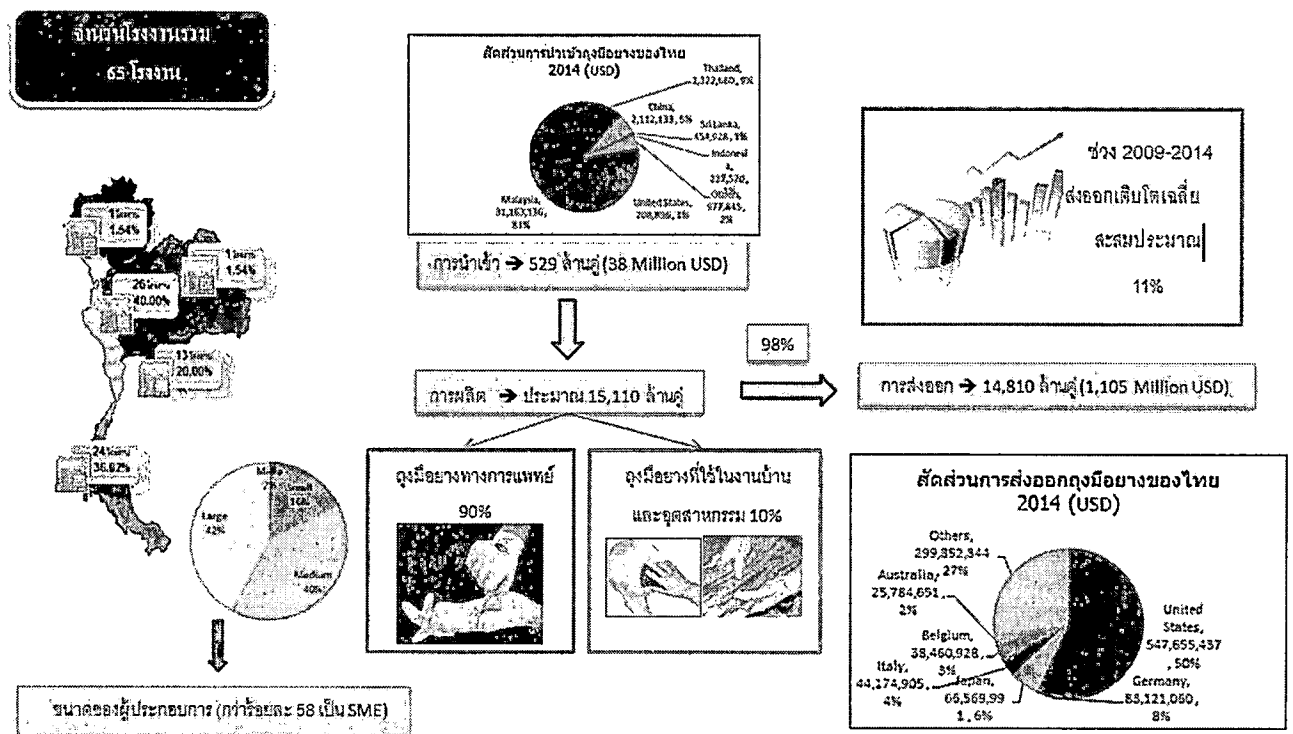 จำนวนโรงงานรวม
65 โรงงาน
สัดส่วนการนำเข้าถุงมือยางของไทย
2014 (USD)
Thailand,
China,
2,112,133, 5%
Sri Lanka,
454,928, 1%
Indonesi
a,
Others,
2%
United States,
1%
Malaysia,
31,163,136,
81%
การนำเข้า → 529 ล้านคู่ (38 Million USD)
ช่วง 2009-2014
ส่งออกเติบโตเฉลี่ย
สะสมประมาณ
11%
1 โรงงาน
1.54%
1 โรงงาน
1.54%
26 โรงงาน
40.00%
13 โรงงาน
20.00%
24 โรงงาน
36.92%
98%
การผลิต → ประมาณ 15,110 ล้านคู่
การส่งออก → 14,810 ล้านคู่ (1,105 Million USD)
Small
16%
Medium
40%
Large
42%
ถุงมือยางทางการแพทย์
90%
ถุงมือยางที่ใช้ในงานบ้าน
และอุตสาหกรรม 10%
สัดส่วนการส่งออกถุงมือยางของไทย
2014 (USD)
Others,
299,852,344
, 27%
Australia,
25,784,651,
2%
Belgium,
38,460,928,
3%
Italy,
44,174,905,
4%
Japan,
66,569,99
1, 6%
United
States,
547,655,437
, 50%
Germany,
83,121,060,
8%
ขนาดของผู้ประกอบการ (กว่าร้อยละ 58 เป็น SME)